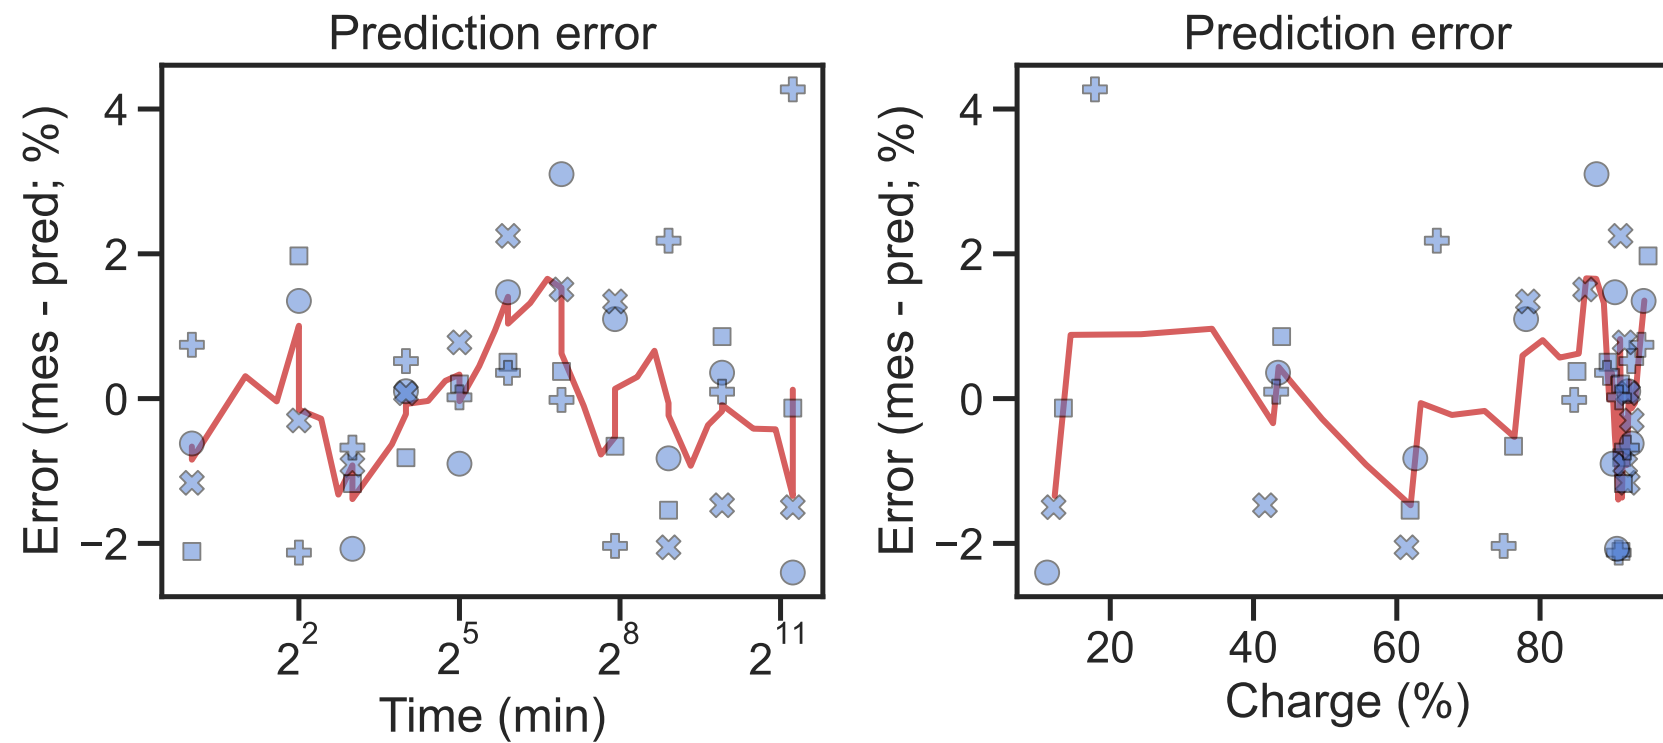 Prediction error
Error (mes - pred; %)
4
2
0
−2
2^2
2^5
2^8
2^11
Time (min)
Prediction error
Error (mes - pred; %)
4
2
0
−2
20
40
60
80
Charge (%)